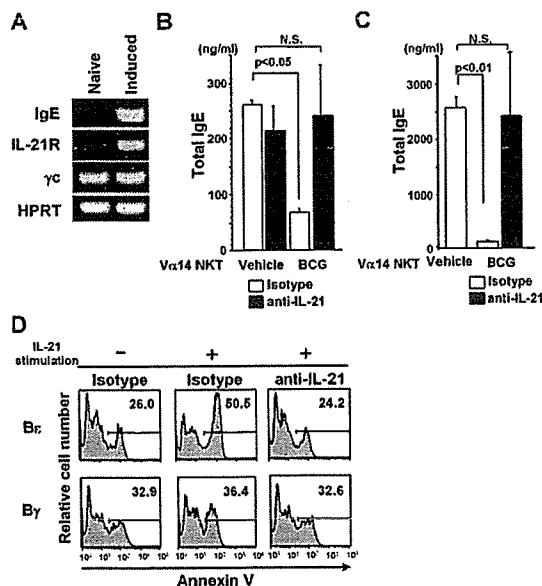 A
Naive
Induced
IgE
IL-21R
γc
HPRT
B
(ng/ml)
N.S.
p<0.05
300
200
100
0
Total IgE
Vα14 NKT
Vehicle
BCG
Isotype
anti-IL-21
C
(ng/ml)
N.S.
p<0.01
3000
2000
1000
0
Total IgE
Vα14 NKT
Vehicle
BCG
Isotype
anti-IL-21
D
IL-21
stimulation
−
+
+
Isotype
Isotype
anti-IL-21
Bε
26.0
50.5
24.2
Bγ
32.9
36.4
32.6
Relative cell number
Annexin V